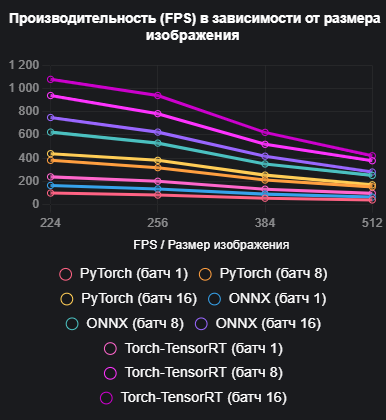 Производительность (FPS) в зависимости от размера
изображения
1 200
1 000
800
600
400
200
0
224 256 384 512
FPS / Размер изображения
PyTorch (батч 1) PyTorch (батч 8)
PyTorch (батч 16) ONNX (батч 1)
ONNX (батч 8) ONNX (батч 16)
Torch-TensorRT (батч 1)
Torch-TensorRT (батч 8)
Torch-TensorRT (батч 16)